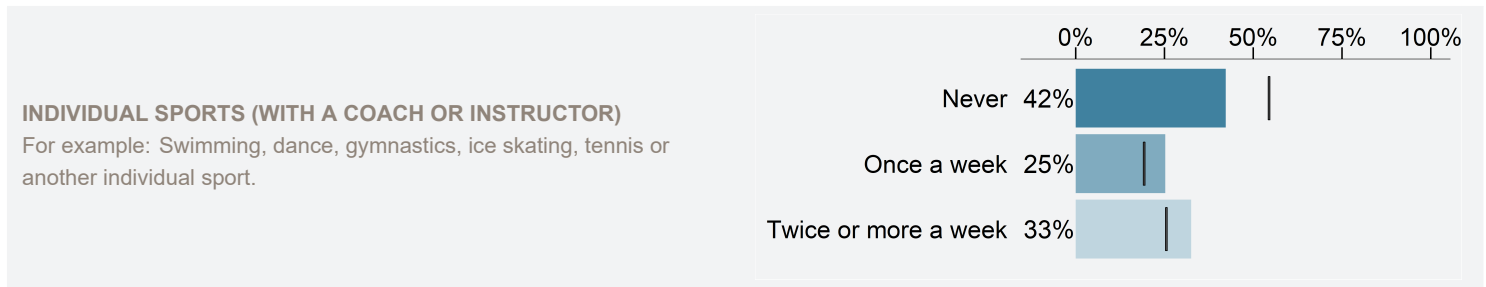 0% 25% 50% 75% 100%
INDIVIDUAL SPORTS (WITH A COACH OR INSTRUCTOR)
For example: Swimming, dance, gymnastics, ice skating, tennis or
another individual sport.
Never 42%
Once a week 25%
Twice or more a week 33%